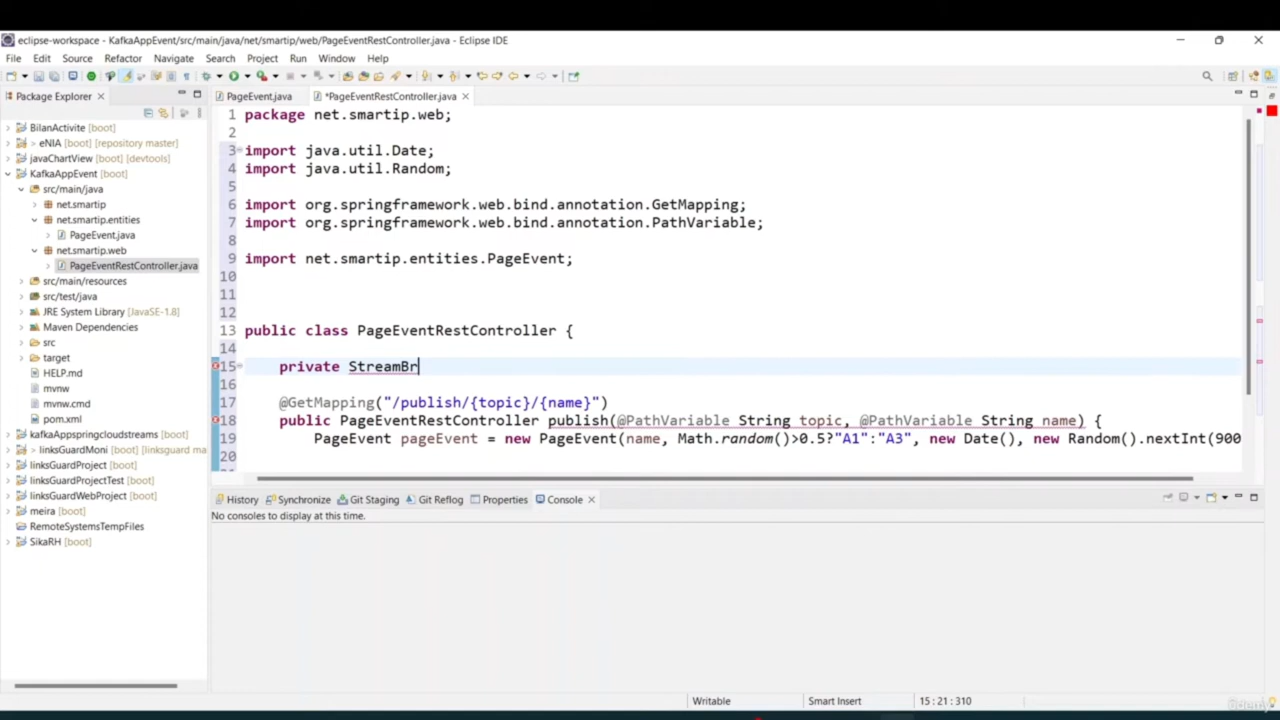 eclipse-workspace - KafkaAppEvent/src/main/java/net/smartip/web/PageEventRestController.java - Eclipse IDE
File Edit Source Refactor Navigate Search Project Run Window Help
Package Explorer
PageEvent.java
*PageEventRestController.java
BilanActivite [boot]
> eNIA [boot] [repository master]
javaChartView [boot] [devtools]
KafkaAppEvent [boot]
src/main/java
net.smartip
net.smartip.entities
PageEvent.java
net.smartip.web
PageEventRestController.java
src/main/resources
src/test/java
JRE System Library [JavaSE-1.8]
Maven Dependencies
src
target
HELP.md
mvnw
mvnw.cmd
pom.xml
kafkaAppspringcloudstreams [boot]
> linksGuardMoni [boot] [linksguard ma
linksGuardProject [boot]
linksGuardProjectTest [boot]
linksGuardWebProject [boot]
meira [boot]
RemoteSystemsTempFiles
SikaRH [boot]
1 package net.smartip.web;
2
3 import java.util.Date;
4 import java.util.Random;
5
6 import org.springframework.web.bind.annotation.GetMapping;
7 import org.springframework.web.bind.annotation.PathVariable;
8
9 import net.smartip.entities.PageEvent;
10
11
12
13 public class PageEventRestController {
14
15 private StreamBr
16
17 @GetMapping("/publish/{topic}/{name}")
18 public PageEventRestController publish(@PathVariable String topic, @PathVariable String name) {
19 PageEvent pageEvent = new PageEvent(name, Math.random()>0.5?"A1":"A3", new Date(), new Random().nextInt(900
20
History Synchronize Git Staging Git Reflog Properties Console
No consoles to display at this time.
Writable Smart Insert 15 : 21 : 310